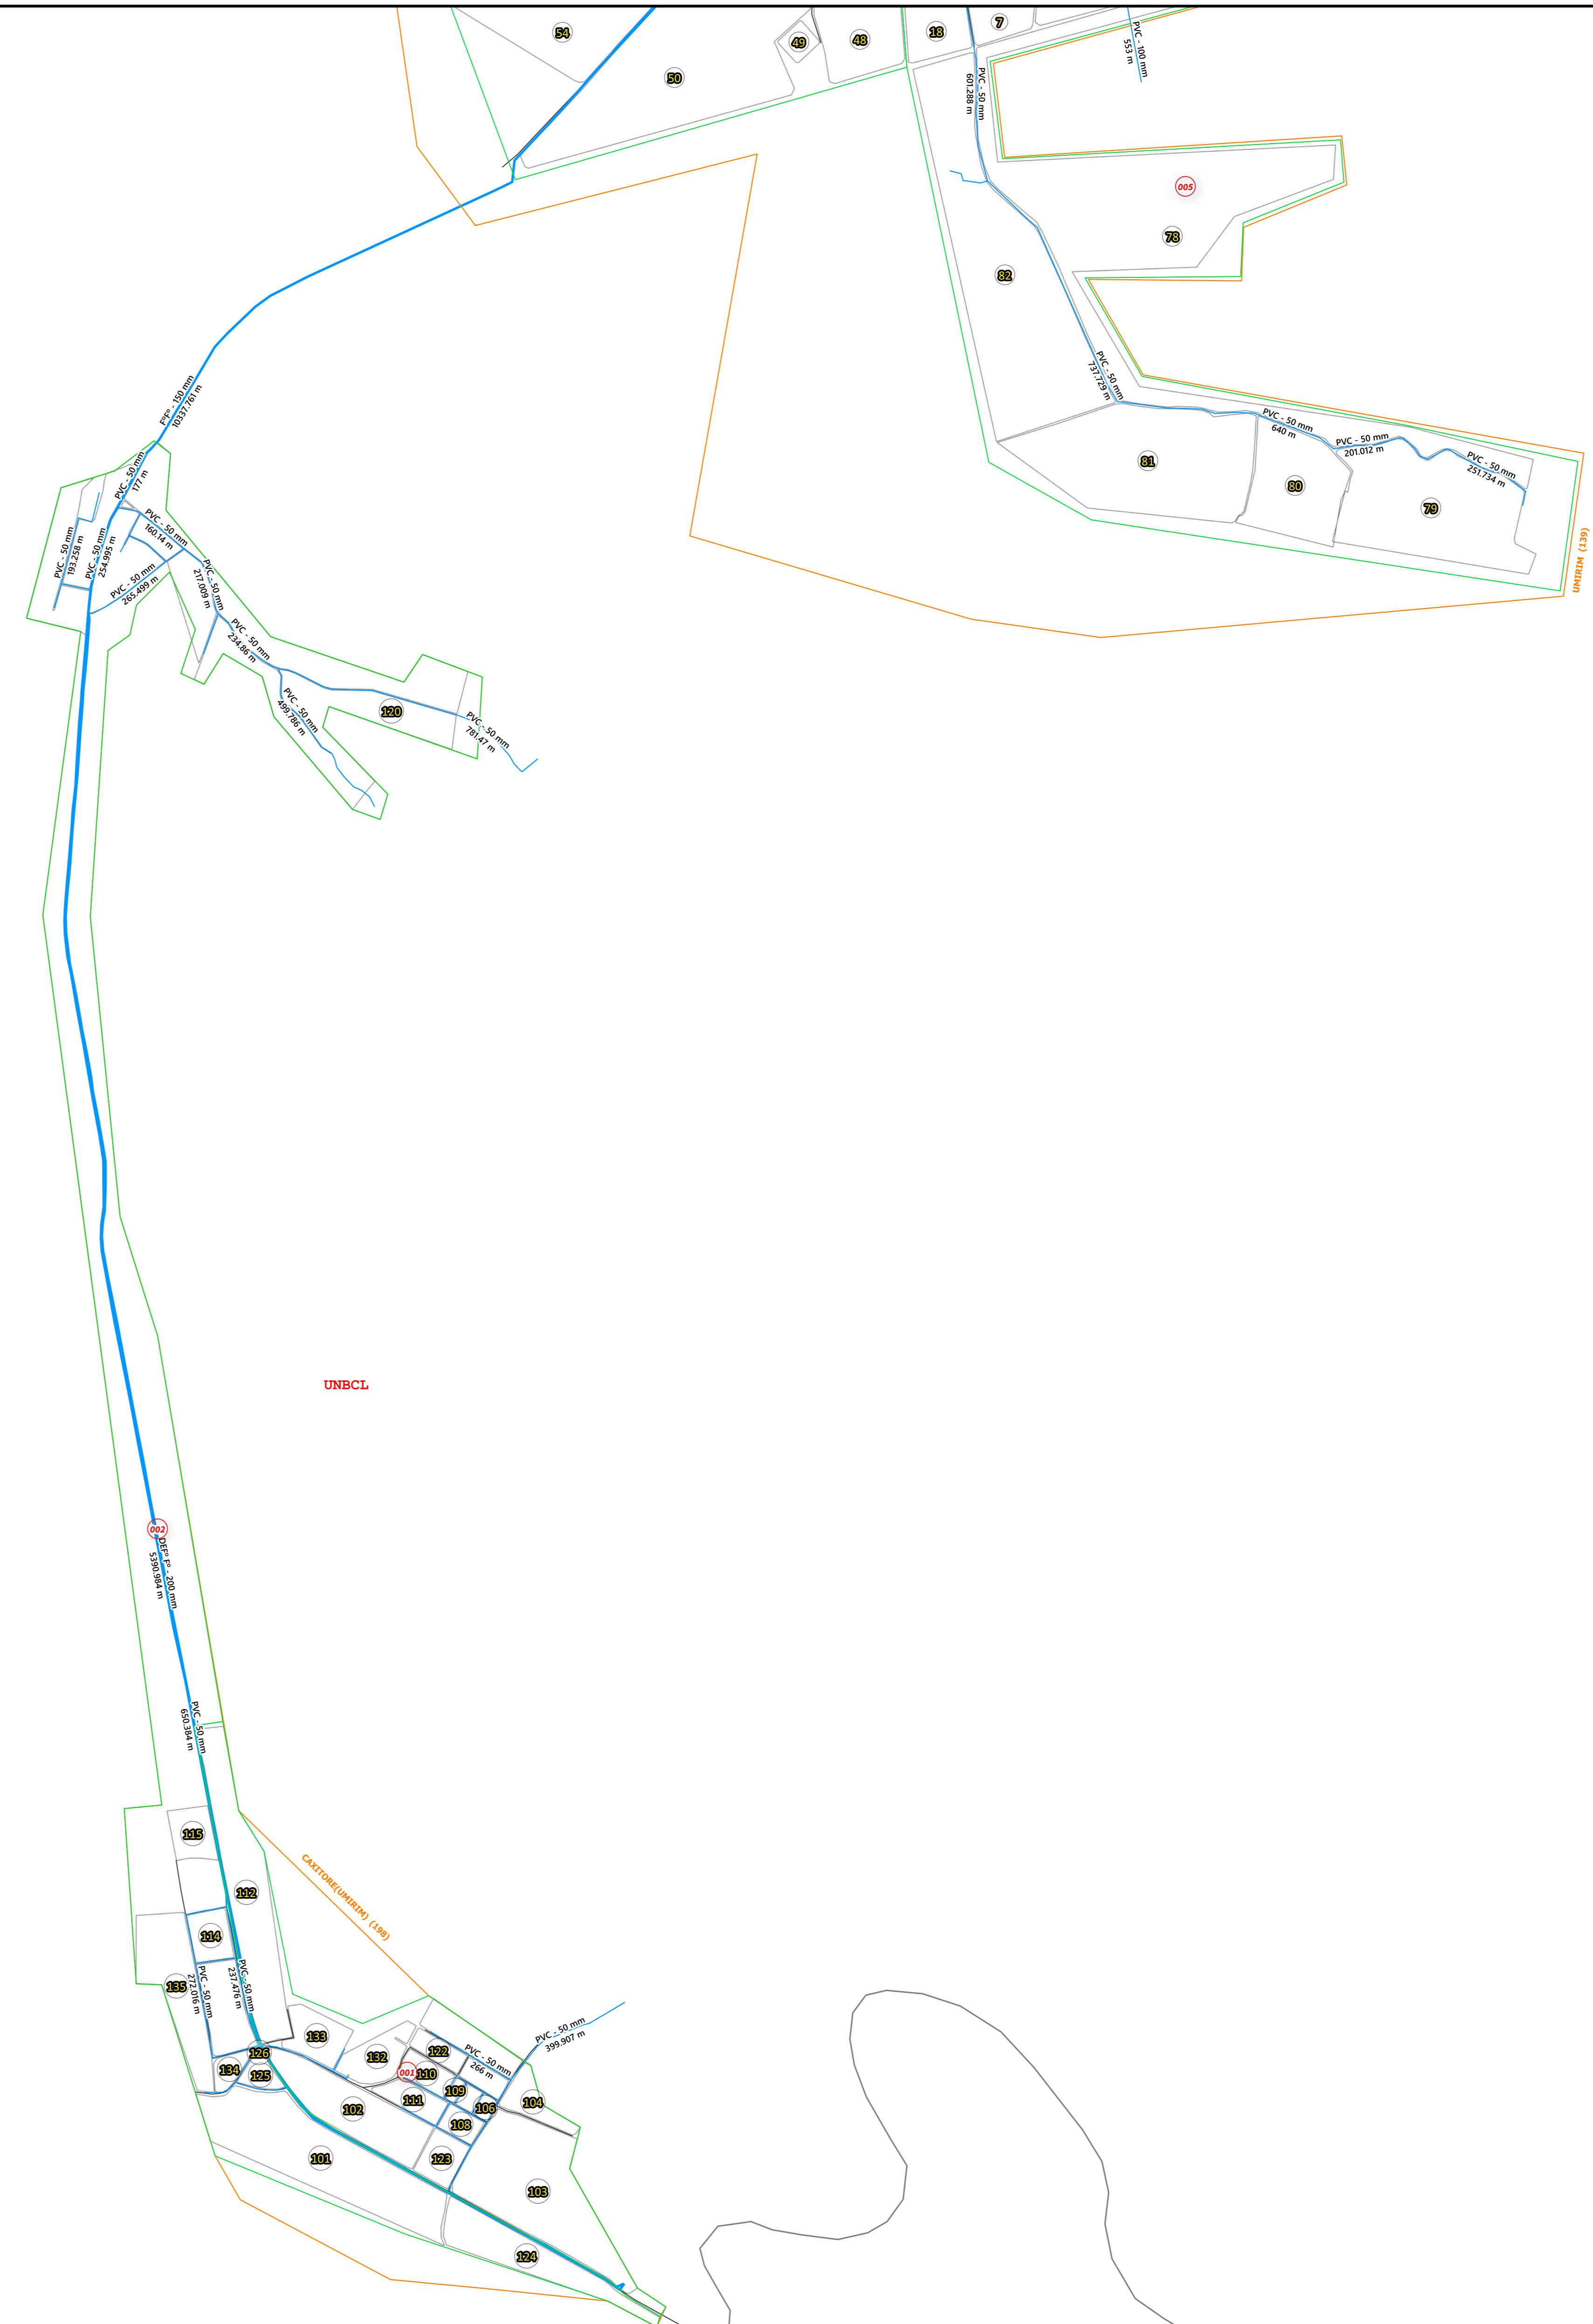 54
50
49
48
18
7
PVC - 100 mm
553 m
PVC - 50 mm
601.288 m
005
78
82
PVC - 50 mm
737.729 m
PVC - 50 mm
640 m
PVC - 50 mm
201.012 m
PVC - 50 mm
251.734 m
81
80
79
UMIRIM (139)
FºFº - 150 mm
10337.761 m
PVC - 50 mm
177 m
PVC - 50 mm
160.14 m
PVC - 50 mm
193.258 m
PVC - 50 mm
254.995 m
PVC - 50 mm
265.499 m
PVC - 50 mm
217.009 m
PVC - 50 mm
234.86 m
PVC - 50 mm
499.786 m
120
PVC - 50 mm
781.47 m
UNBCL
002
DEFº Fº - 200 mm
5390.984 m
PVC - 50 mm
650.384 m
115
112
CAXITORE(UMIRIM) (198)
114
135
PVC - 50 mm
272.016 m
PVC - 50 mm
237.476 m
133
126
134
125
132
122
001
110
PVC - 50 mm
266 m
PVC - 50 mm
399.907 m
109
111
106
104
102
108
101
123
103
124